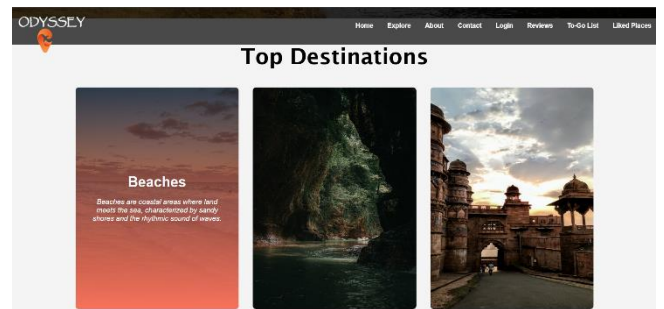 ODYSSEY
Home Explore About Contact Login Reviews To-Go List Liked Places
Top Destinations
Beaches
Beaches are coastal areas where land
meets the sea, characterized by sandy
shores and the rhythmic sound of waves.